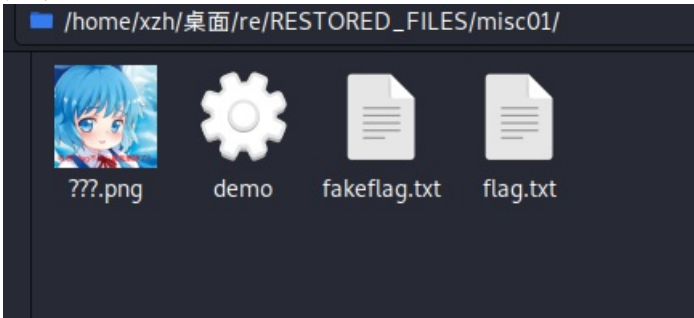 /home/xzh/桌面/re/RESTORED_FILES/misc01/
???.png
demo
fakeflag.txt
flag.txt